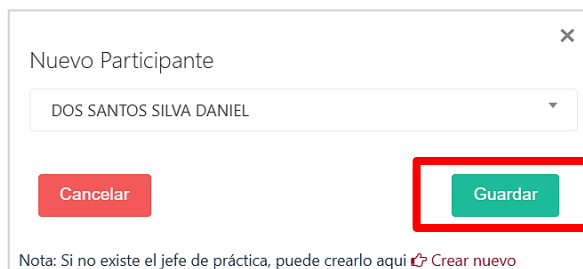 Nuevo Participante
DOS SANTOS SILVA DANIEL
Cancelar
Guardar
Nota: Si no existe el jefe de práctica, puede crearlo aqui Crear nuevo